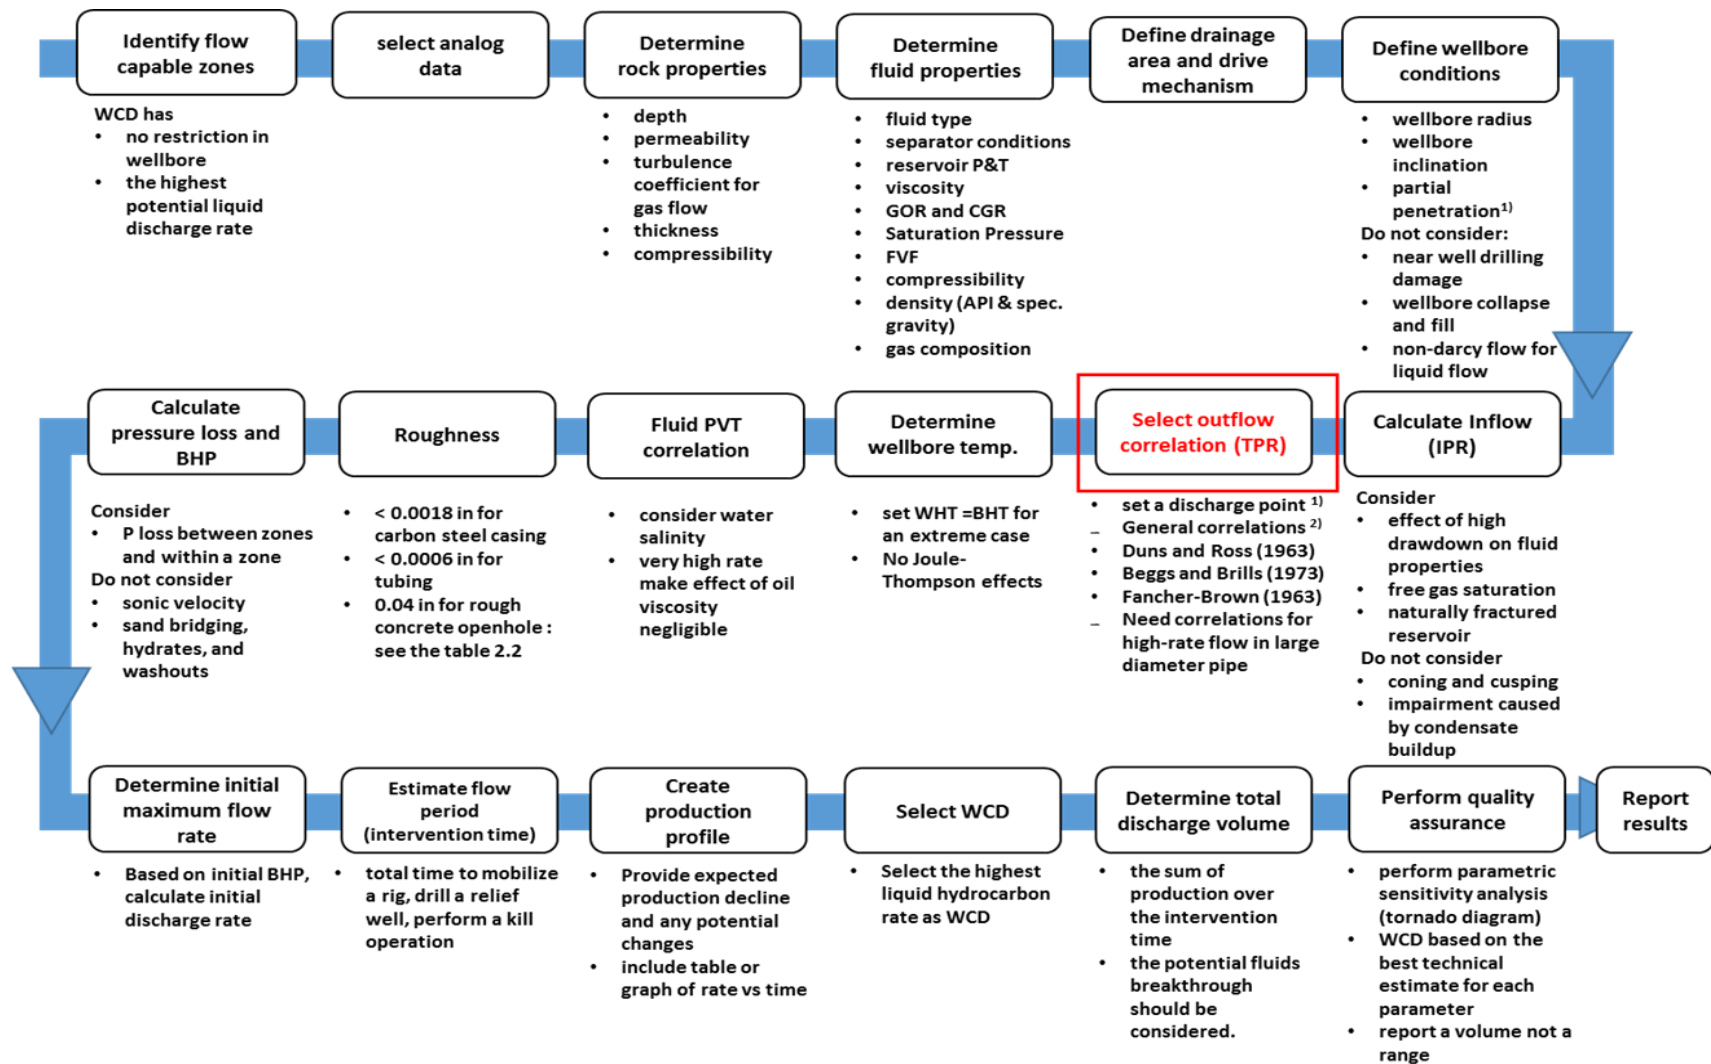 Identify flow
capable zones
WCD has
• no restriction in
wellbore
• the highest
potential liquid
discharge rate
select analog
data
Determine
rock properties
• depth
• permeability
• turbulence
coefficient for
gas flow
• thickness
• compressibility
Determine
fluid properties
• fluid type
• separator conditions
• reservoir P&T
• viscosity
• GOR and CGR
• Saturation Pressure
• FVF
• compressibility
• density (API & spec.
gravity)
• gas composition
Define drainage
area and drive
mechanism
Define wellbore
conditions
• wellbore radius
• wellbore
inclination
• partial
penetration1)
Do not consider:
• near well drilling
damage
• wellbore collapse
and fill
• non-darcy flow for
liquid flow
Calculate Inflow
(IPR)
Consider
• effect of high
drawdown on fluid
properties
• free gas saturation
• naturally fractured
reservoir
Do not consider
• coning and cusping
• impairment caused
by condensate
buildup
Select outflow
correlation (TPR)
• set a discharge point 1)
– General correlations 2)
• Duns and Ross (1963)
• Beggs and Brills (1973)
• Fancher-Brown (1963)
– Need correlations for
high-rate flow in large
diameter pipe
Determine
wellbore temp.
• set WHT =BHT for
an extreme case
• No Joule-
Thompson effects
Fluid PVT
correlation
• consider water
salinity
• very high rate
make effect of oil
viscosity
negligible
Roughness
• < 0.0018 in for
carbon steel casing
• < 0.0006 in for
tubing
• 0.04 in for rough
concrete openhole :
see the table 2.2
Calculate
pressure loss and
BHP
Consider
• P loss between zones
and within a zone
Do not consider
• sonic velocity
• sand bridging,
hydrates, and
washouts
Determine initial
maximum flow
rate
• Based on initial BHP,
calculate initial
discharge rate
Estimate flow
period
(intervention time)
• total time to mobilize
a rig, drill a relief
well, perform a kill
operation
Create
production
profile
• Provide expected
production decline
and any potential
changes
• include table or
graph of rate vs time
Select WCD
• Select the highest
liquid hydrocarbon
rate as WCD
Determine total
discharge volume
• the sum of
production over
the intervention
time
• the potential fluids
breakthrough
should be
considered.
Perform quality
assurance
• perform parametric
sensitivity analysis
(tornado diagram)
• WCD based on the
best technical
estimate for each
parameter
• report a volume not a
range
Report
results